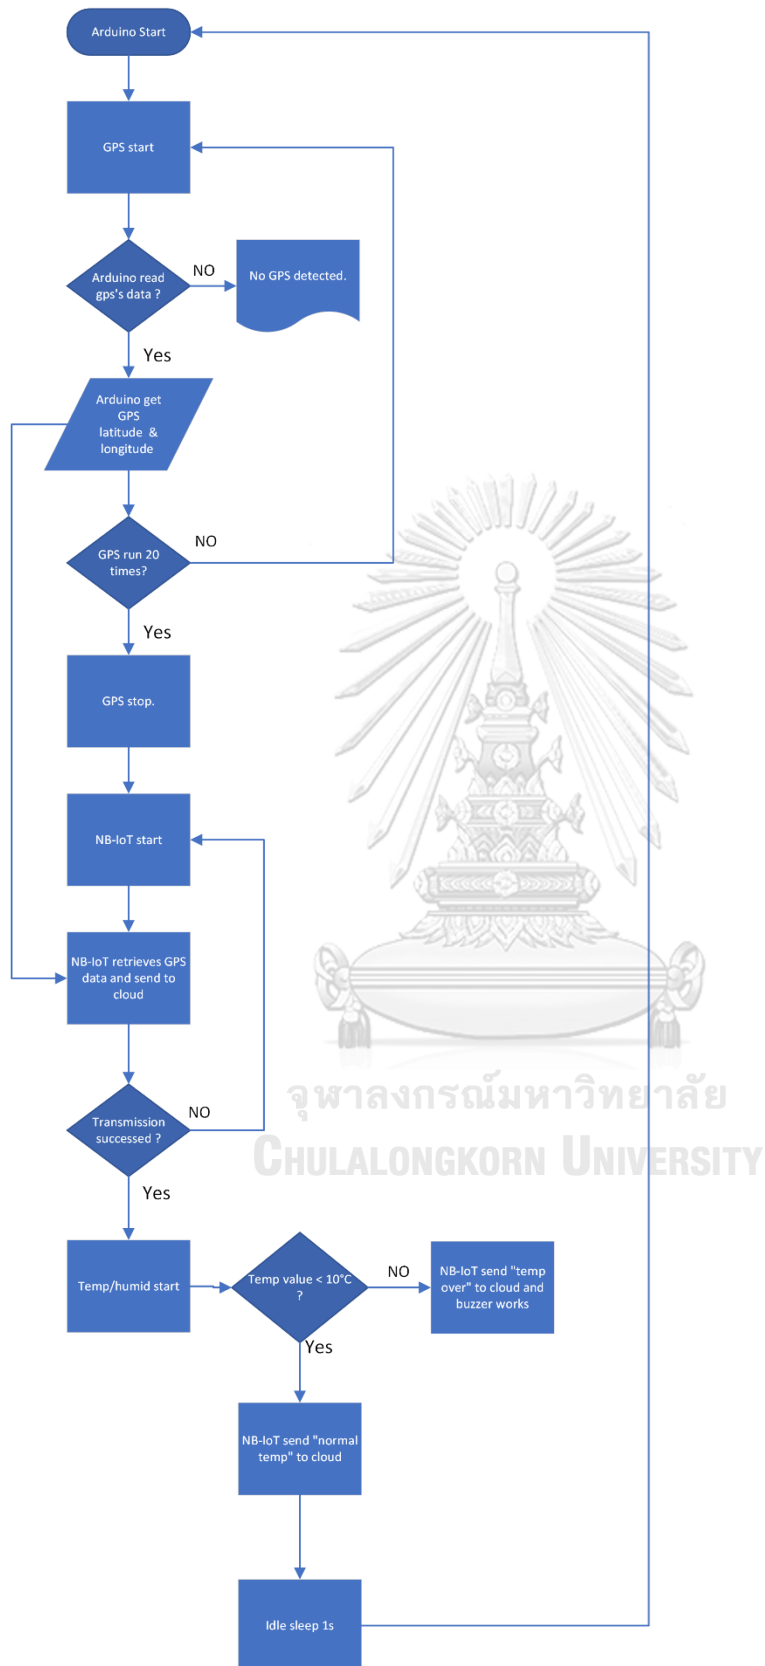 Arduino Start
GPS start
Arduino read
gps's data ?
NO
No GPS detected.
Yes
Arduino get
GPS
latitude &
longitude
GPS run 20
times?
NO
Yes
GPS stop.
NB-IoT start
NB-IoT retrieves GPS
data and send to
cloud
Transmission
successed ?
NO
Yes
จุฬาลงกรณ์มหาวิทยาลัย
CHULALONGKORN UNIVERSITY
Temp/humid start
Temp value < 10°C
?
NO
NB-IoT send "temp
over" to cloud and
buzzer works
Yes
NB-IoT send "normal
temp" to cloud
Idle sleep 1s